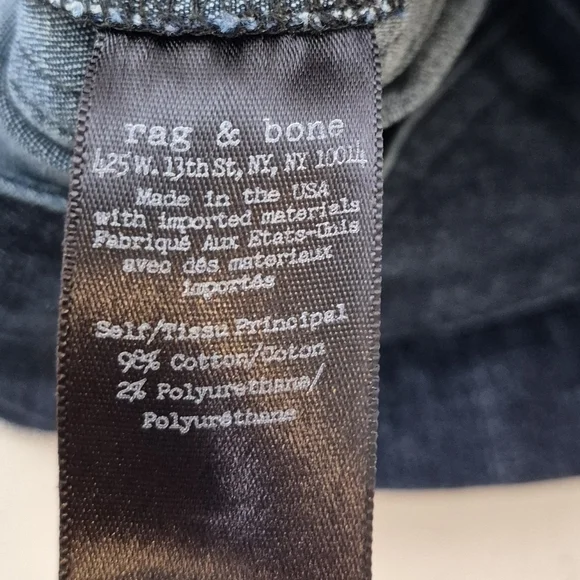 rag & bone
425 W. 13th St, NY, NY 10014
Made in the USA
with imported materials
Fabriqué Aux Etats-Unis
avec dés materiaux
importés
Self/Tissu Principal
98% Cotton/Coton
2% Polyurethane/
Polyuréthane